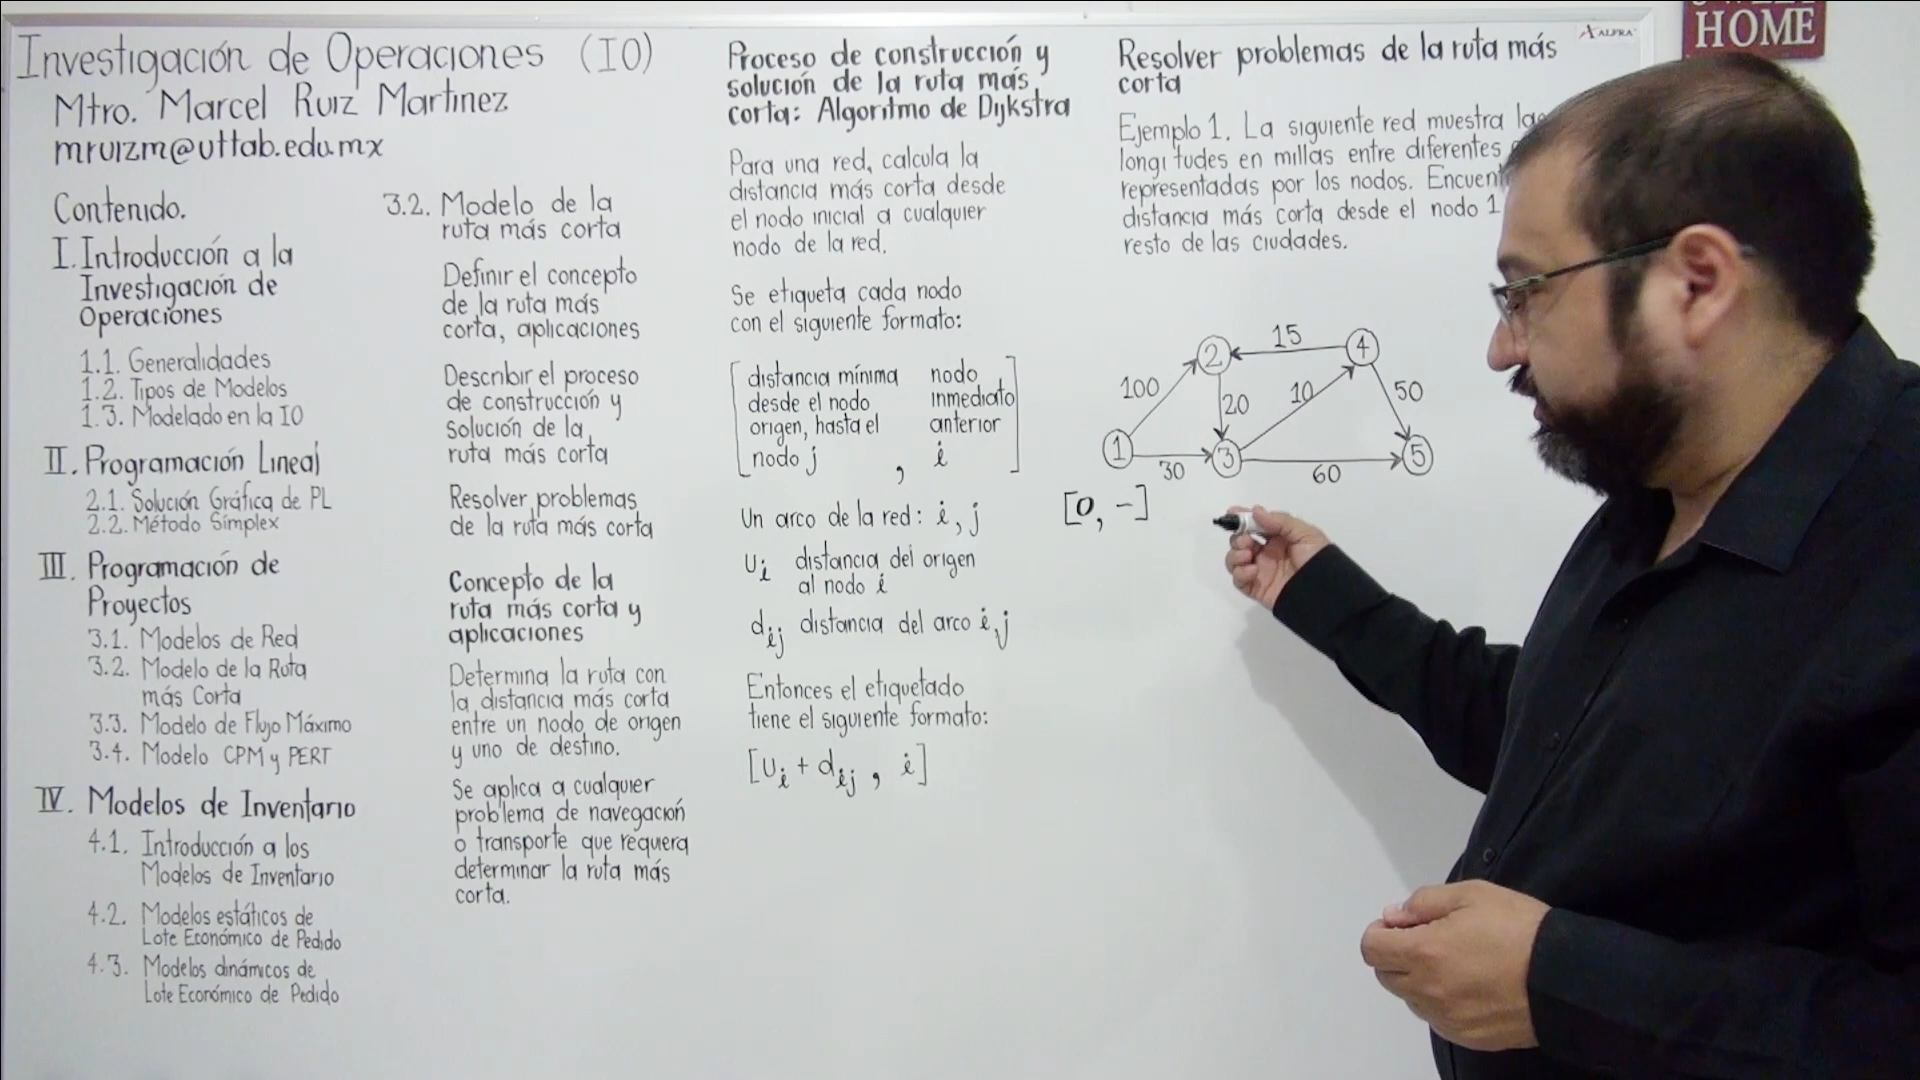 Investigación de Operaciones (IO)
Mtro. Marcel Ruiz Martínez
mruizm@uttab.edu.mx
Contenido.
I. Introducción a la
Investigación de
Operaciones
1.1. Generalidades
1.2. Tipos de Modelos
1.3. Modelado en la IO
II. Programación Lineal
2.1. Solución Gráfica de PL
2.2. Método Simplex
III. Programación de
Proyectos
3.1. Modelos de Red
3.2. Modelo de la Ruta
más Corta
3.3. Modelo de Flujo Máximo
3.4. Modelo CPM y PERT
IV. Modelos de Inventario
4.1. Introducción a los
Modelos de Inventario
4.2. Modelos estáticos de
Lote Económico de Pedido
4.3. Modelos dinámicos de
Lote Económico de Pedido
3.2. Modelo de la
ruta más corta
Definir el concepto
de la ruta más
corta, aplicaciones
Describir el proceso
de construcción y
solución de la
ruta más corta
Resolver problemas
de la ruta más corta
Concepto de la
ruta más corta y
aplicaciones
Determina la ruta con
la distancia más corta
entre un nodo de origen
y uno de destino.
Se aplica a cualquier
problema de navegación
o transporte que requiera
determinar la ruta más
corta.
Proceso de construcción y
solución de la ruta más
corta: Algoritmo de Dijkstra
Para una red, calcula la
distancia más corta desde
el nodo inicial a cualquier
nodo de la red.
Se etiqueta cada nodo
con el siguiente formato:
distancia mínima nodo
desde el nodo inmediato
origen, hasta el anterior
nodo j , i
Un arco de la red: i, j
ui distancia del origen
al nodo i
dij distancia del arco i,j
Entonces el etiquetado
tiene el siguiente formato:
[ui + dij , i]
Resolver problemas de la ruta más
corta
Ejemplo 1. La siguiente red muestra las
longitudes en millas entre diferentes
representadas por los nodos.
distancia más corta desde el nodo 1
resto de las ciudades.
2 15 4
100 20 10 50
1 30 3 60 5
[0, -]
ALFRA
HOME